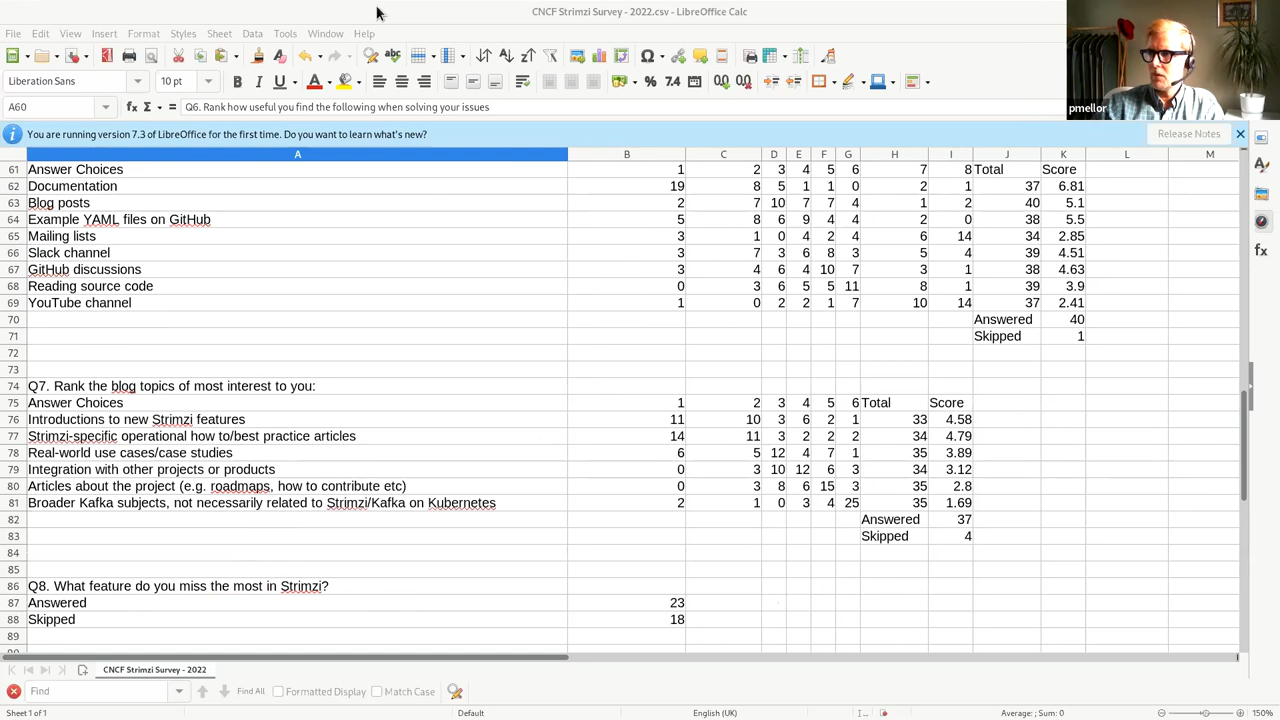 CNCF Strimzi Survey - 2022.csv - LibreOffice Calc
File Edit View Insert Format Styles Sheet Data Tools Window Help
Liberation Sans 10 pt
A60 Q6. Rank how useful you find the following when solving your issues
You are running version 7.3 of LibreOffice for the first time. Do you want to learn what's new? Release Notes
pmellor
A B C D E F G H I J K L M
61 Answer Choices 1 2 3 4 5 6 7 8 Total Score
62 Documentation 19 8 5 1 1 0 2 1 37 6.81
63 Blog posts 2 7 10 7 7 4 1 2 40 5.1
64 Example YAML files on GitHub 5 8 6 9 4 4 2 0 38 5.5
65 Mailing lists 3 1 0 4 2 4 6 14 34 2.85
66 Slack channel 3 7 3 6 8 3 5 4 39 4.51
67 GitHub discussions 3 4 6 4 10 7 3 1 38 4.63
68 Reading source code 0 3 6 5 5 11 8 1 39 3.9
69 YouTube channel 1 0 2 2 1 7 10 14 37 2.41
70 Answered 40
71 Skipped 1
72
73
74 Q7. Rank the blog topics of most interest to you:
75 Answer Choices 1 2 3 4 5 6 Total Score
76 Introductions to new Strimzi features 11 10 3 6 2 1 33 4.58
77 Strimzi-specific operational how to/best practice articles 14 11 3 2 2 2 34 4.79
78 Real-world use cases/case studies 6 5 12 4 7 1 35 3.89
79 Integration with other projects or products 0 3 10 12 6 3 34 3.12
80 Articles about the project (e.g. roadmaps, how to contribute etc) 0 3 8 6 15 3 35 2.8
81 Broader Kafka subjects, not necessarily related to Strimzi/Kafka on Kubernetes 2 1 0 3 4 25 35 1.69
82 Answered 37
83 Skipped 4
84
85
86 Q8. What feature do you miss the most in Strimzi?
87 Answered 23
88 Skipped 18
89
CNCF Strimzi Survey - 2022
Find Find All Formatted Display Match Case
Sheet 1 of 1 Default English (UK) Average: ; Sum: 0 150%